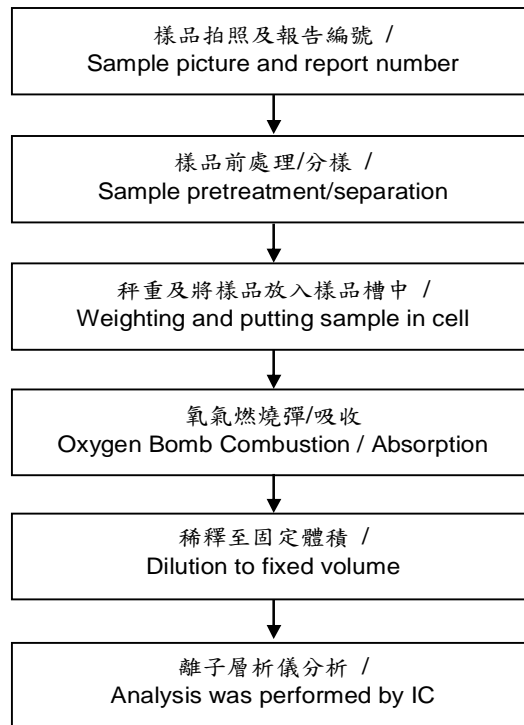 樣品拍照及報告編號 /
Sample picture and report number
樣品前處理/分樣 /
Sample pretreatment/separation
秤重及將樣品放入樣品槽中 /
Weighting and putting sample in cell
氧氣燃燒彈/吸收
Oxygen Bomb Combustion / Absorption
稀釋至固定體積 /
Dilution to fixed volume
離子層析儀分析 /
Analysis was performed by IC